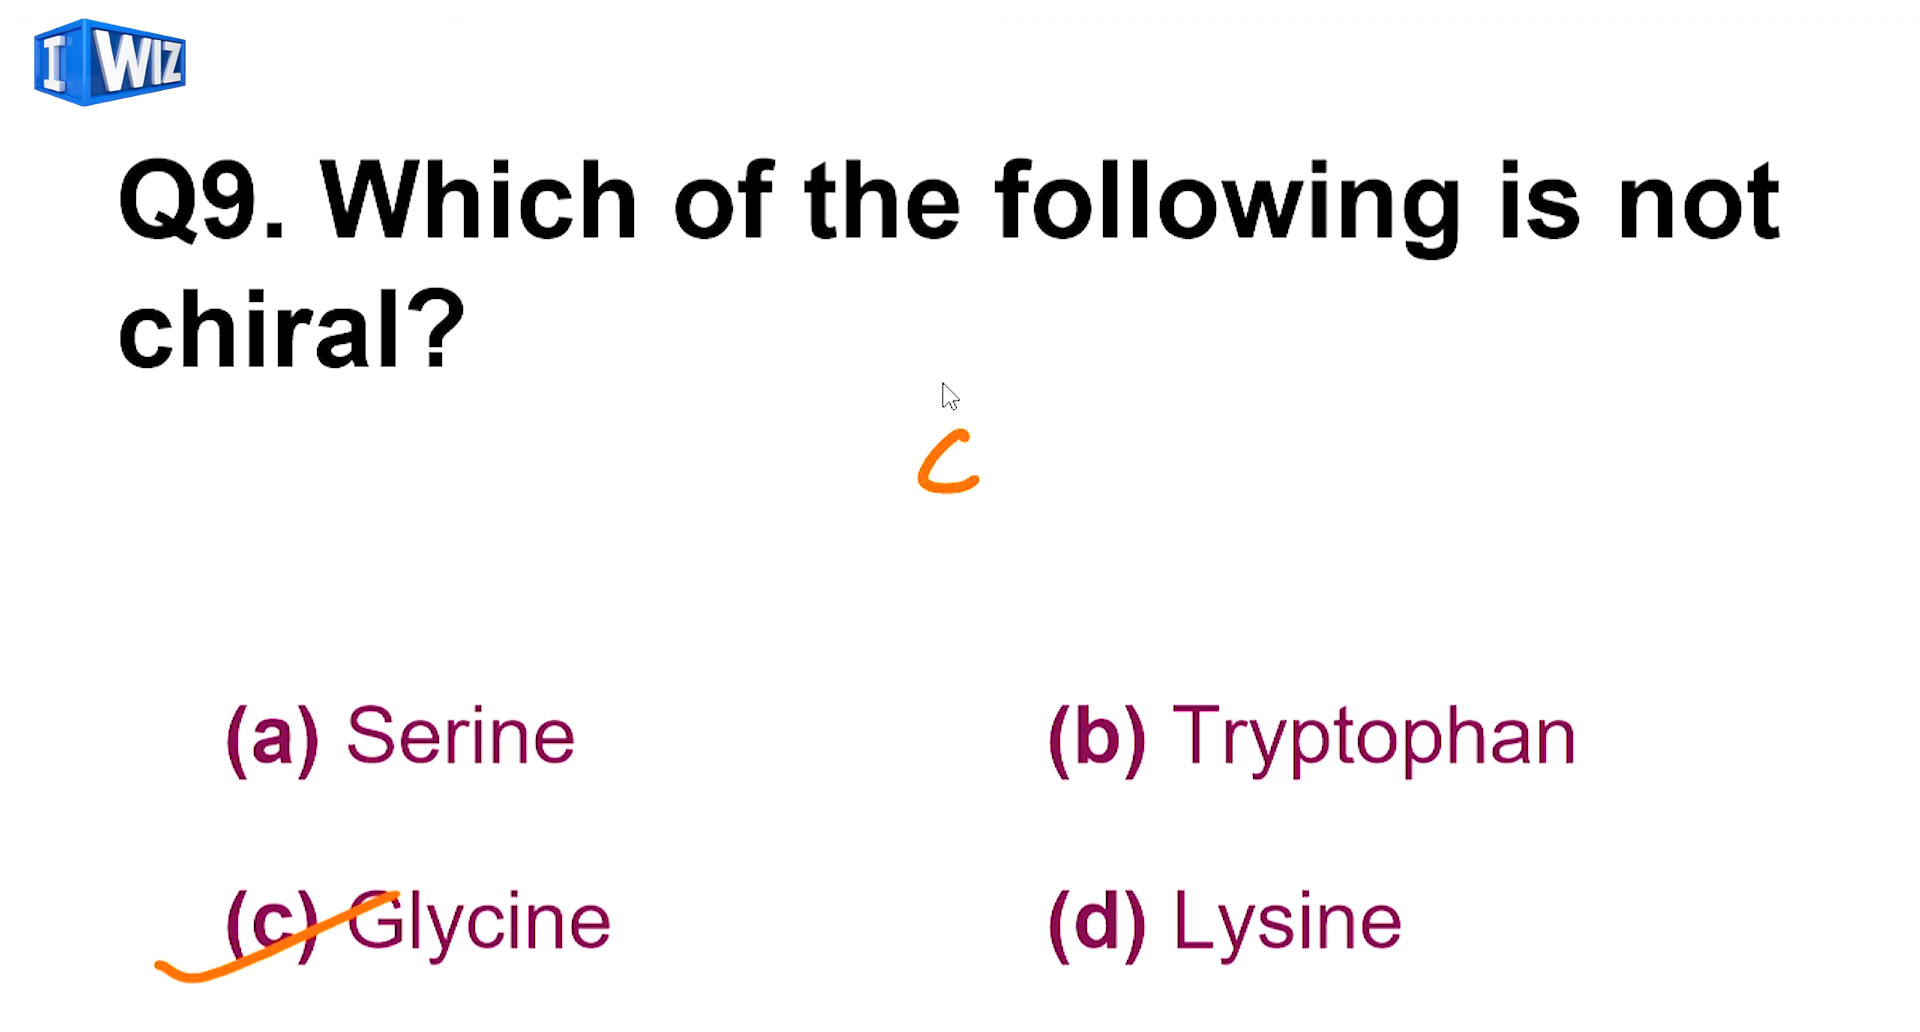 I WIZ
Q9. Which of the following is not
chiral?
C
(a) Serine
(b) Tryptophan
(c) Glycine
(d) Lysine